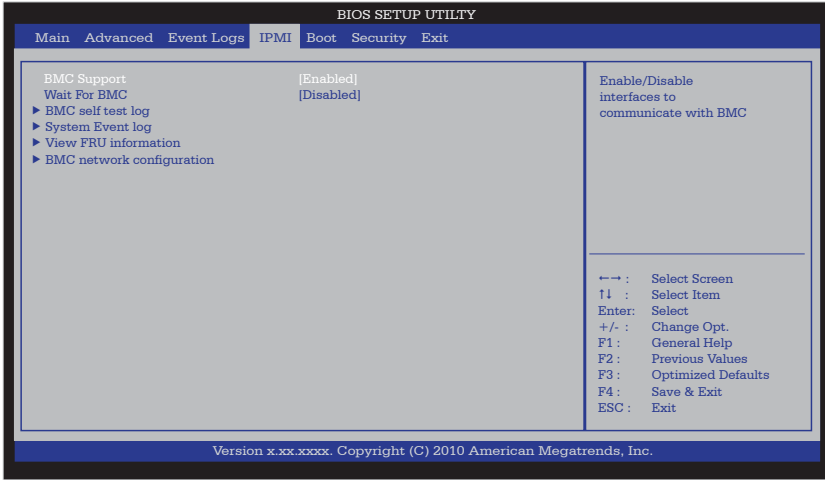 BIOS SETUP UTILTY
Main Advanced Event Logs IPMI Boot Security Exit
BMC Support [Enabled]
Wait For BMC [Disabled]
▶ BMC self test log
▶ System Event log
▶ View FRU information
▶ BMC network configuration
Enable/Disable
interfaces to
communicate with BMC
←→ : Select Screen
↑↓ : Select Item
Enter: Select
+/- : Change Opt.
F1 : General Help
F2 : Previous Values
F3 : Optimized Defaults
F4 : Save & Exit
ESC : Exit
Version x.xx.xxxx. Copyright (C) 2010 American Megatrends, Inc.